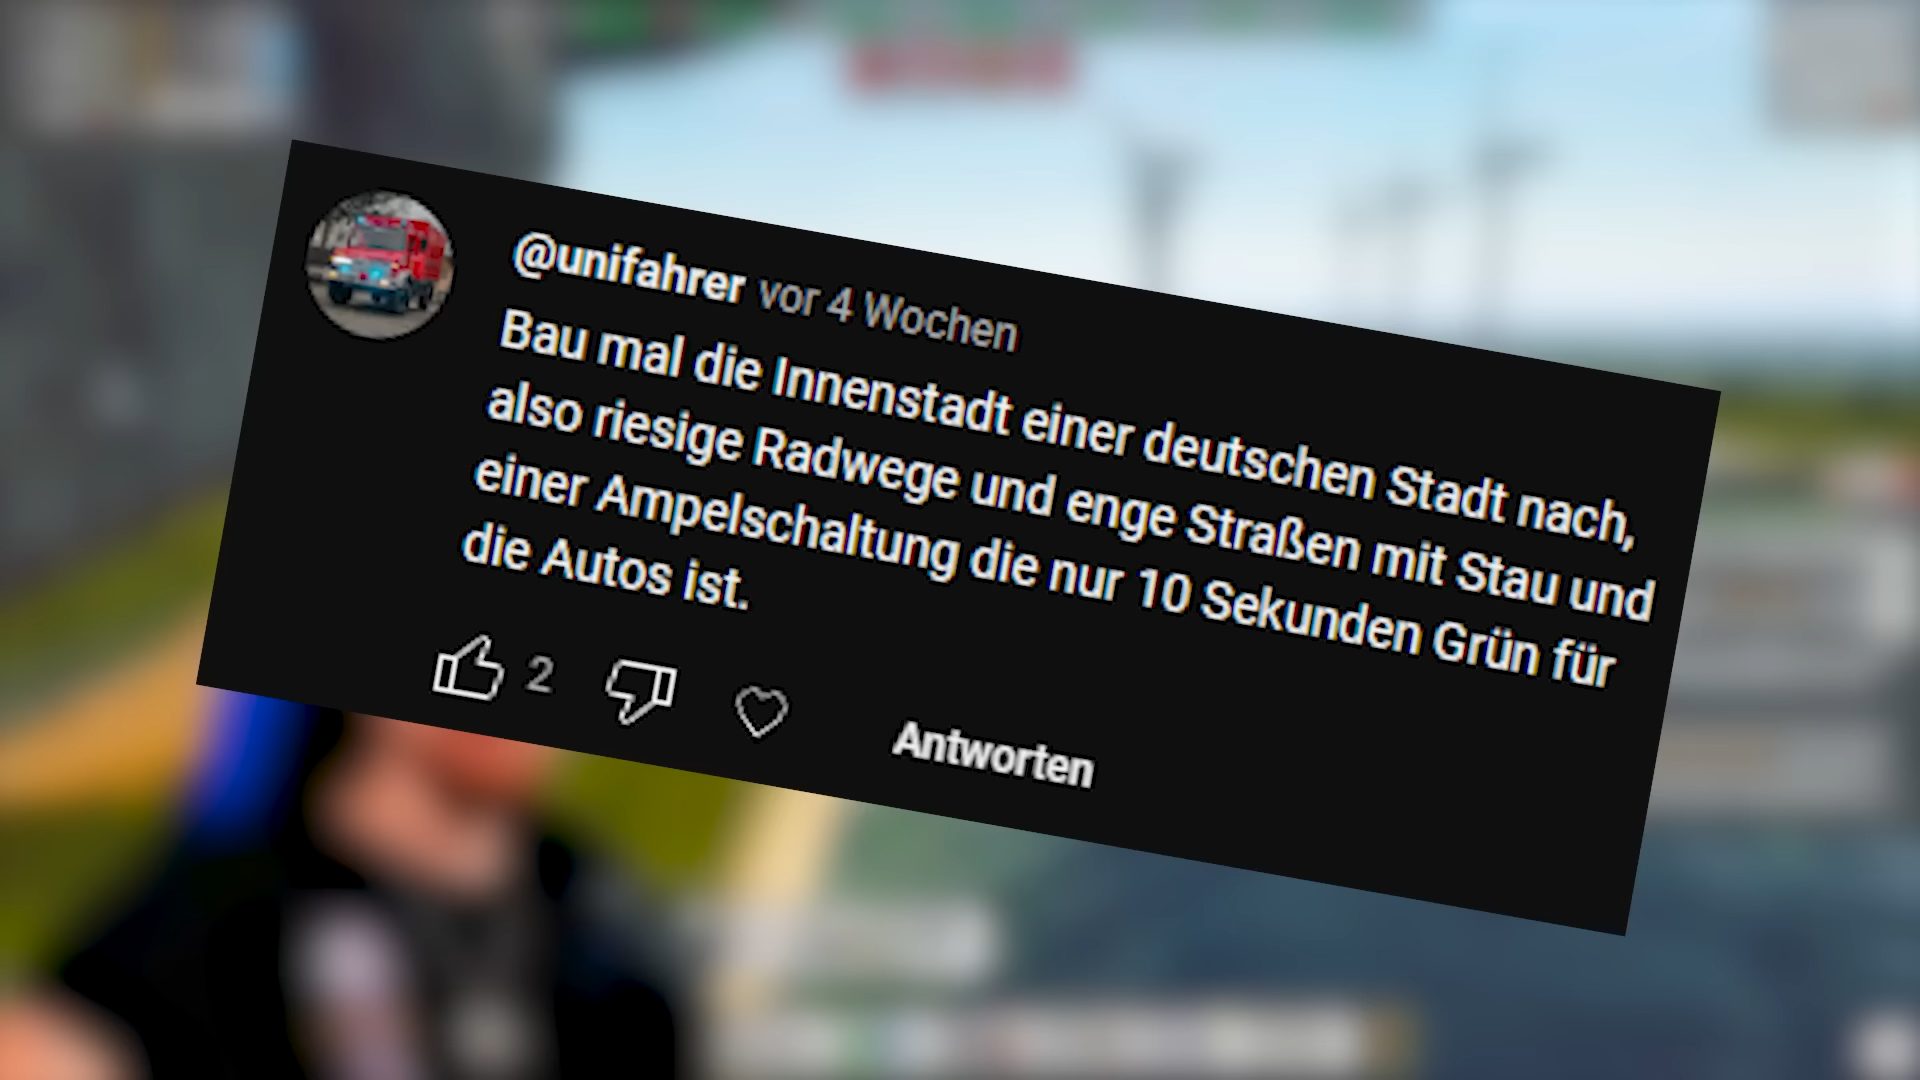 @unifahrer vor 4 Wochen
Bau mal die Innenstadt einer deutschen Stadt nach,
also riesige Radwege und enge Straßen mit Stau und
einer Ampelschaltung die nur 10 Sekunden Grün für
die Autos ist.
2
Antworten